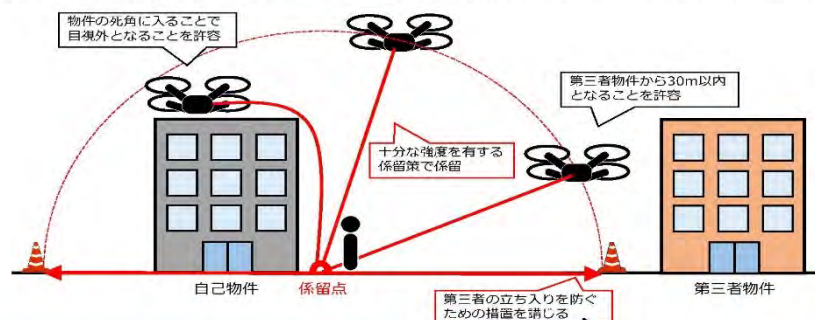 物件の死角に入ることで
目視外となることを許容
第三者物件から30m以内
となることを許容
十分な強度を有する
係留策で係留
自己物件
係留点
第三者物件
第三者の立ち入りを防ぐ
ための措置を講じる